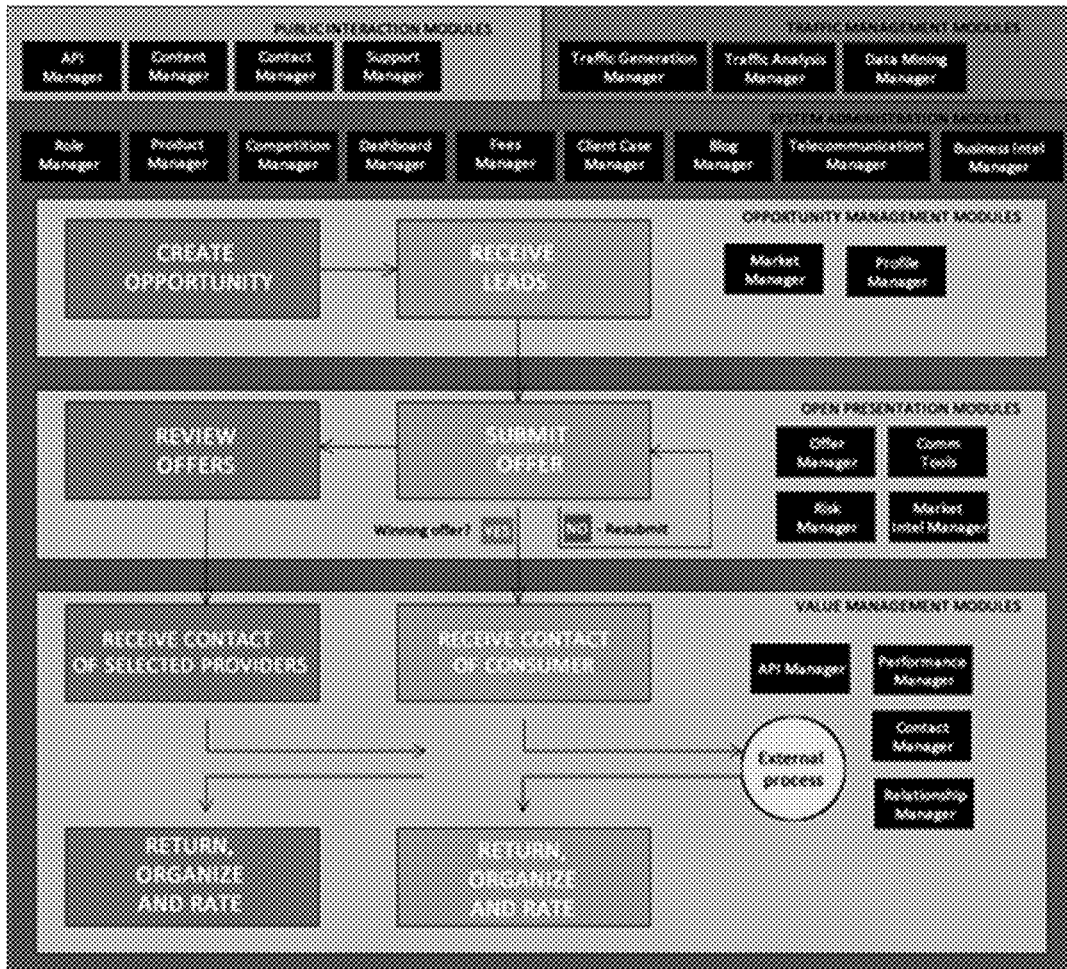 PUBLIC INTERACTION MODULES
API
Manager
Content
Manager
Contact
Manager
Support
Manager
TRAFFIC MANAGEMENT MODULES
Traffic Generation
Manager
Traffic Analysis
Manager
Data Mining
Manager
SYSTEM ADMINISTRATION MODULES
Role
Manager
Product
Manager
Competition
Manager
Dashboard
Manager
Fees
Manager
Client Case
Manager
Blog
Manager
Telecommunication
Manager
Business Intel
Manager
OPPORTUNITY MANAGEMENT MODULES
CREATE
OPPORTUNITY
RECEIVE
LEADS
Market
Manager
Profile
Manager
OPEN PRESENTATION MODULES
REVIEW
OFFERS
SUBMIT
OFFER
Offer
Manager
Comm
Tools
Risk
Manager
Market
Intel Manager
Winning offer?
- Resubmit
VALUE MANAGEMENT MODULES
RECEIVE CONTACT
OF SELECTED PROVIDERS
RECEIVE CONTACT
OF CONSUMER
API Manager
Performance
Manager
Contact
Manager
Relationship
Manager
External
process
RETURN,
ORGANIZE
AND RATE
RETURN,
ORGANIZE
AND RATE